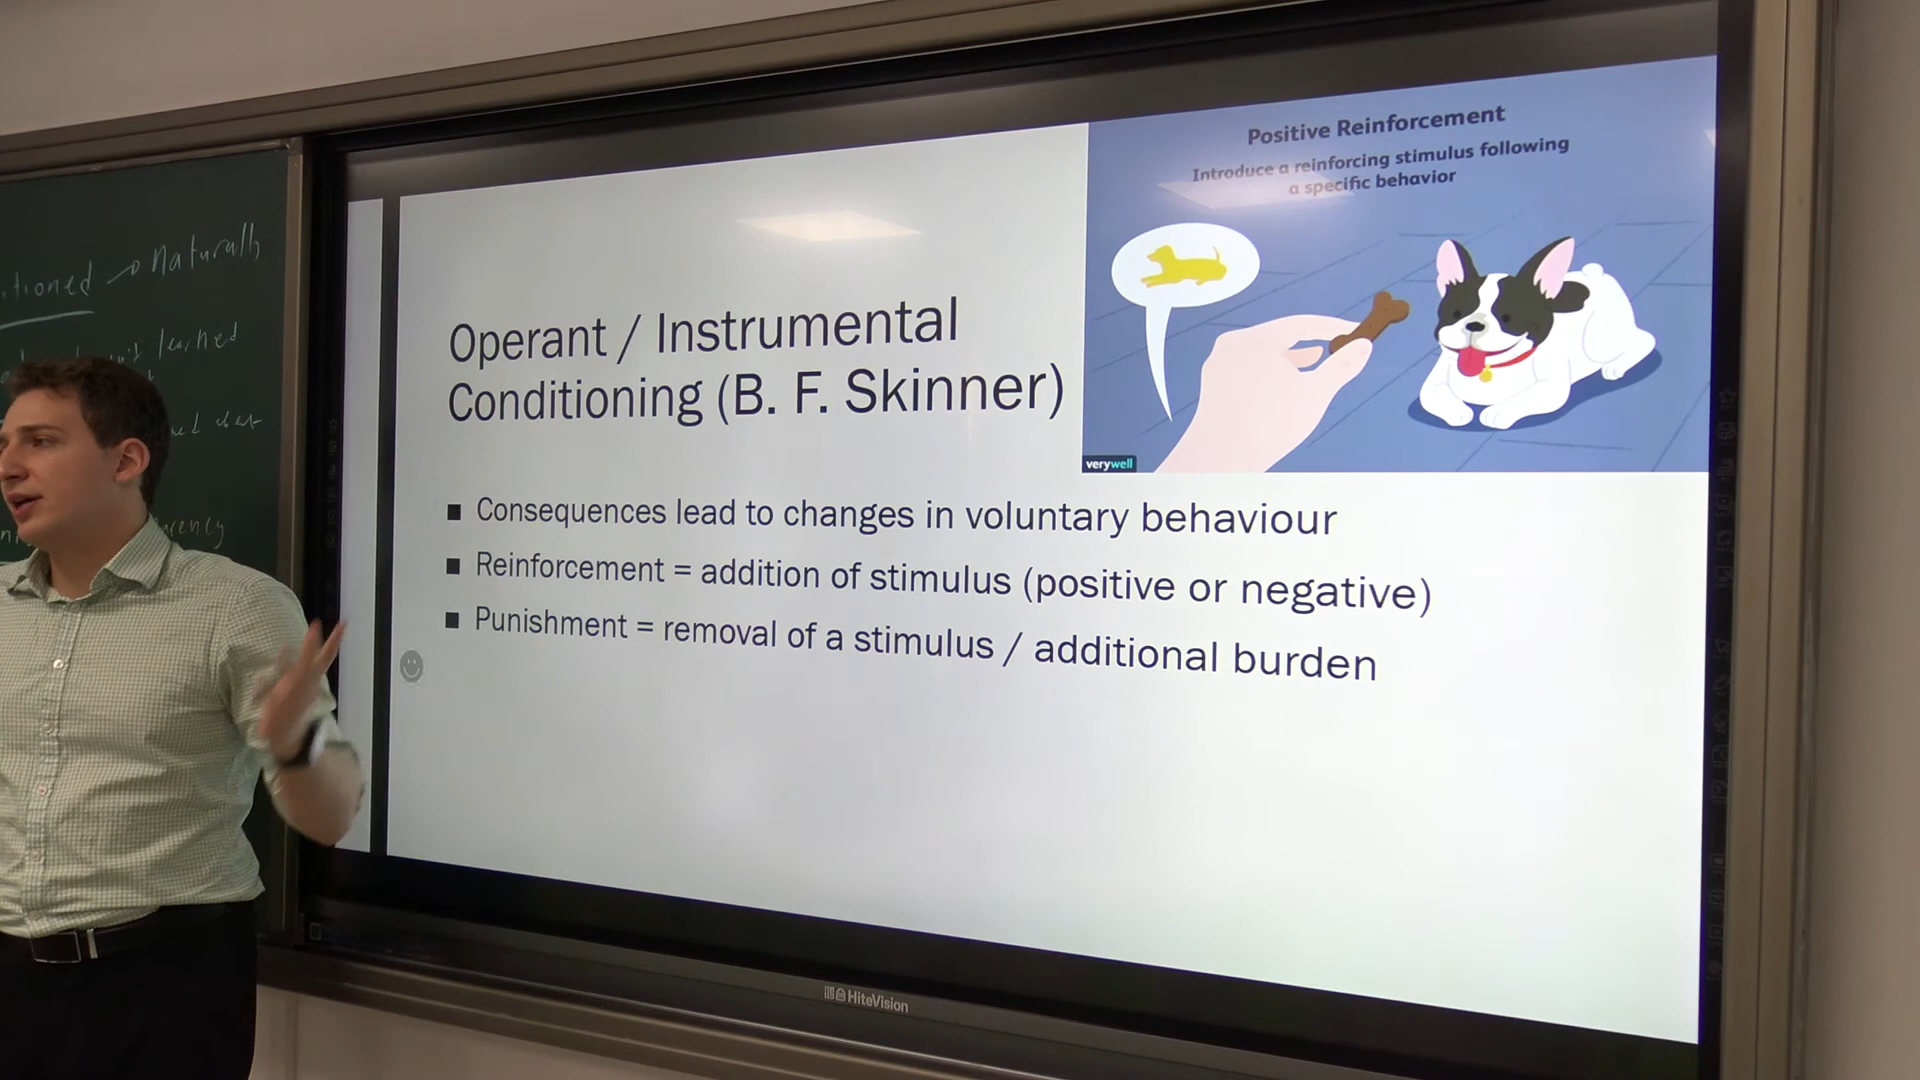 Positive Reinforcement
Introduce a reinforcing stimulus following
a specific behavior
verywell
Operant / Instrumental
Conditioning (B. F. Skinner)
■ Consequences lead to changes in voluntary behaviour
■ Reinforcement = addition of stimulus (positive or negative)
■ Punishment = removal of a stimulus / additional burden
naturally
learned
HiteVision